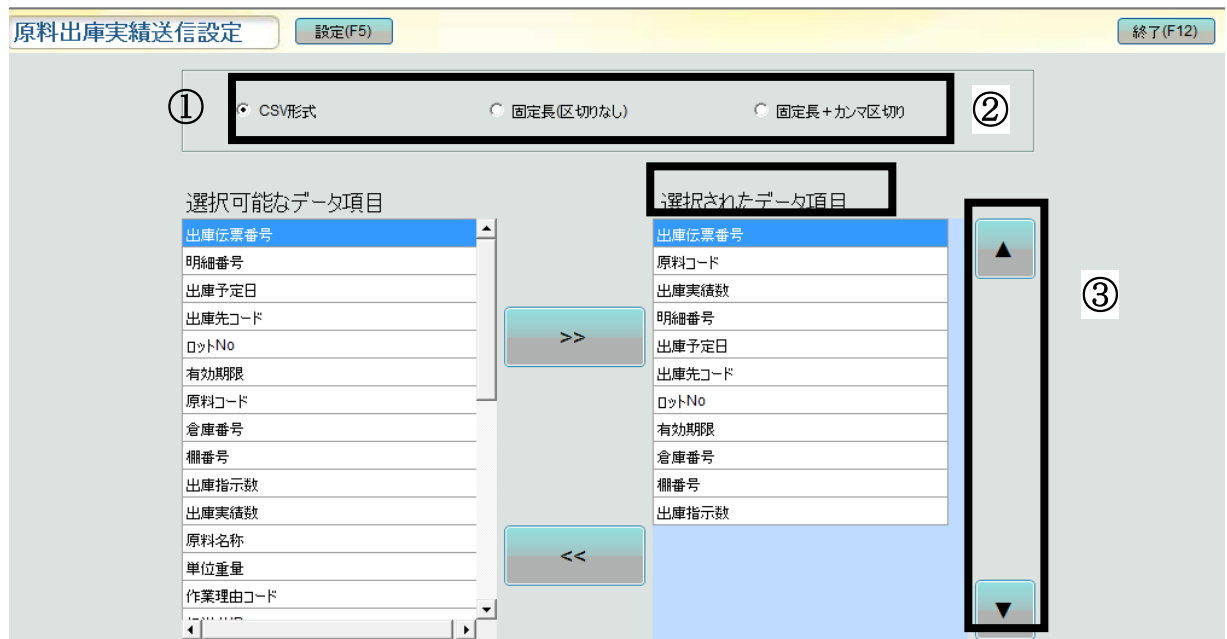 原料出庫実績送信設定 設定(F5) 終了(F12)
① CSV形式 固定長(区切りなし) 固定長+カンマ区切り ②
選択可能なデータ項目
出庫伝票番号
明細番号
出庫予定日
出庫先コード
ロットNo
有効期限
原料コード
倉庫番号
棚番号
出庫指示数
出庫実績数
原料名称
単位重量
作業理由コード
>>
<<
選択されたデータ項目
出庫伝票番号
原料コード
出庫実績数
明細番号
出庫予定日
出庫先コード
ロットNo
有効期限
倉庫番号
棚番号
出庫指示数
▲
▼
③